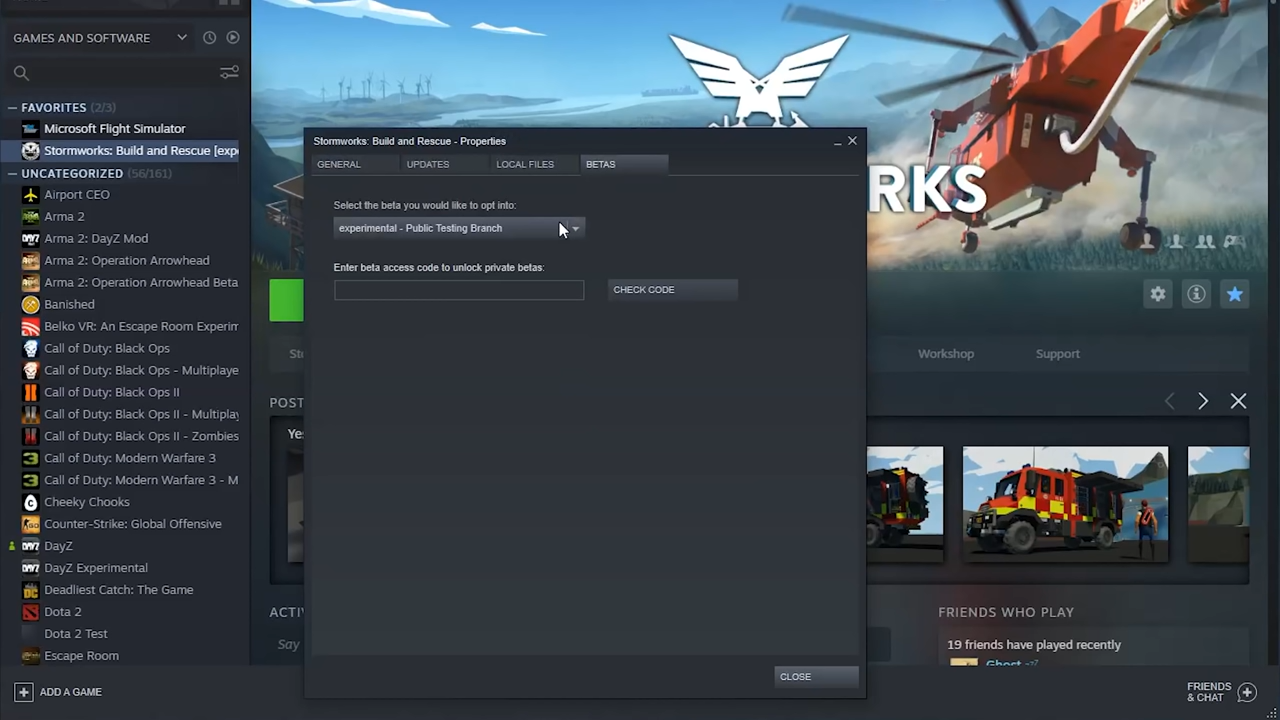 GAMES AND SOFTWARE
FAVORITES (2/3)
Microsoft Flight Simulator
Stormworks: Build and Rescue [expe
UNCATEGORIZED (56/161)
Airport CEO
Arma 2
Arma 2: DayZ Mod
Arma 2: Operation Arrowhead
Arma 2: Operation Arrowhead Beta
Banished
Belko VR: An Escape Room Experim
Call of Duty: Black Ops
Call of Duty: Black Ops - Multiplaye
Call of Duty: Black Ops II
Call of Duty: Black Ops II - Multiplay
Call of Duty: Black Ops II - Zombies
Call of Duty: Modern Warfare 3
Call of Duty: Modern Warfare 3 - M
Cheeky Chooks
Counter-Strike: Global Offensive
DayZ
DayZ Experimental
Deadliest Catch: The Game
Dota 2
Dota 2 Test
Escape Room
ADD A GAME
RKS
Stormworks: Build and Rescue - Properties
GENERAL UPDATES LOCAL FILES BETAS
Select the beta you would like to opt into:
experimental - Public Testing Branch
Enter beta access code to unlock private betas:
CHECK CODE
CLOSE
Sto
Workshop Support
POST
Yes
ACTIV
Say
FRIENDS WHO PLAY
19 friends have played recently
Ghost
FRIENDS
& CHAT